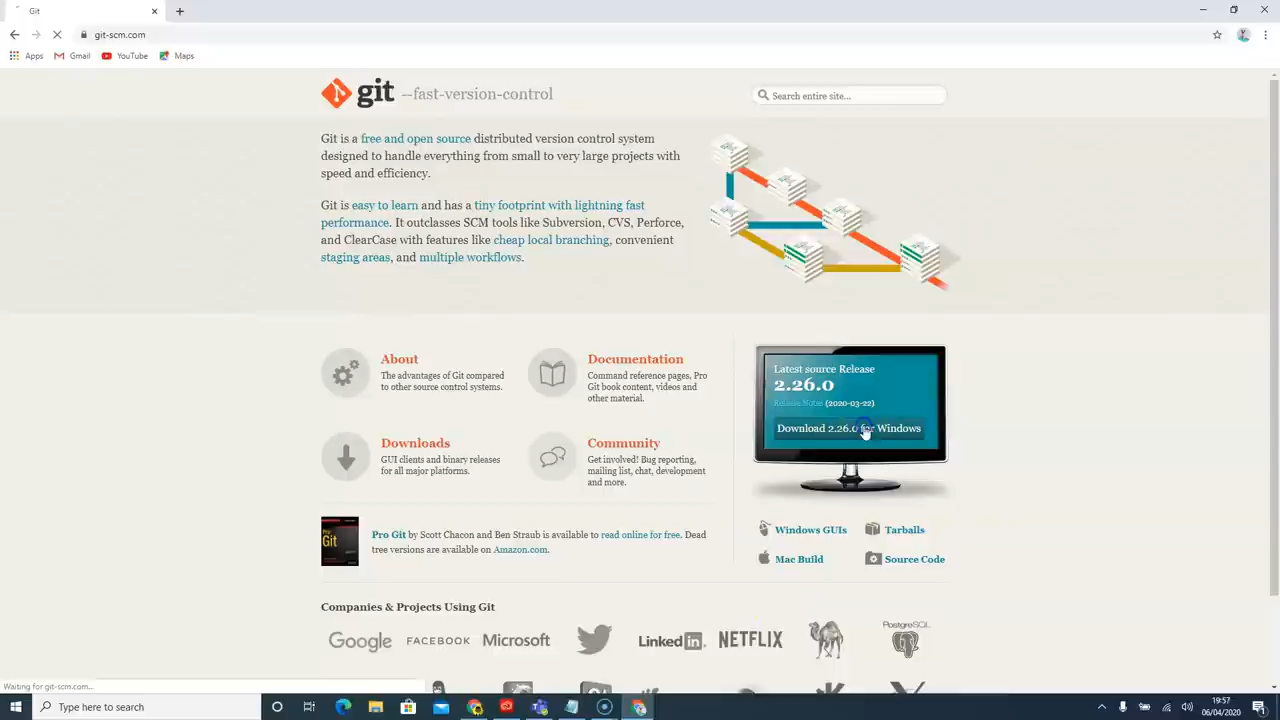 Git
git-scm.com
Apps
Gmail
YouTube
Maps
git --fast-version-control
Search entire site...
Git is a free and open source distributed version control system
designed to handle everything from small to very large projects with
speed and efficiency.
Git is easy to learn and has a tiny footprint with lightning fast
performance. It outclasses SCM tools like Subversion, CVS, Perforce,
and ClearCase with features like cheap local branching, convenient
staging areas, and multiple workflows.
About
The advantages of Git compared
to other source control systems.
Documentation
Command reference pages, Pro
Git book content, videos and
other material.
Downloads
GUI clients and binary releases
for all major platforms.
Community
Get involved! Bug reporting,
mailing list, chat, development
and more.
Latest source Release
2.26.0
Release Notes (2020-03-22)
Download 2.26.0 for Windows
Windows GUIs
Tarballs
Mac Build
Source Code
Pro Git
Pro Git by Scott Chacon and Ben Straub is available to read online for free. Dead
tree versions are available on Amazon.com.
Companies & Projects Using Git
Google
FACEBOOK
Microsoft
LinkedIn
NETFLIX
PostgreSQL
Waiting for git-scm.com...
Type here to search
19:57
06/04/2020